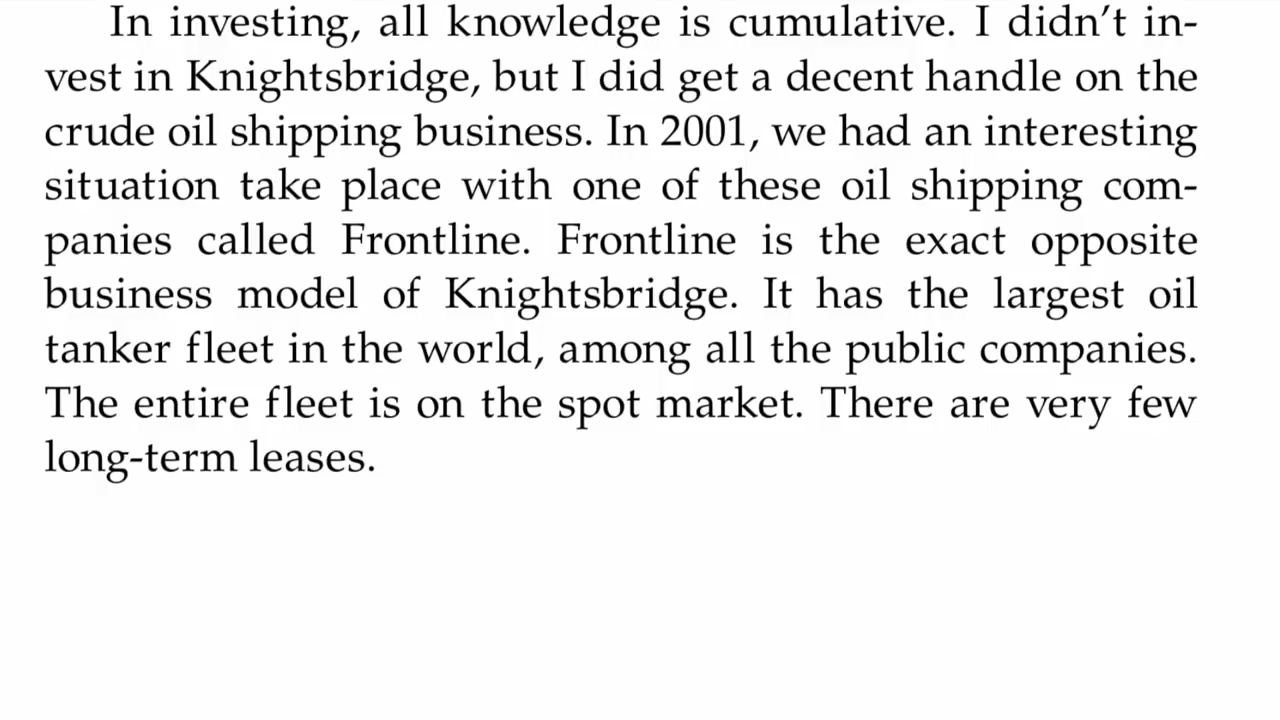 In investing, all knowledge is cumulative. I didn’t in-
vest in Knightsbridge, but I did get a decent handle on the
crude oil shipping business. In 2001, we had an interesting
situation take place with one of these oil shipping com-
panies called Frontline. Frontline is the exact opposite
business model of Knightsbridge. It has the largest oil
tanker fleet in the world, among all the public companies.
The entire fleet is on the spot market. There are very few
long-term leases.